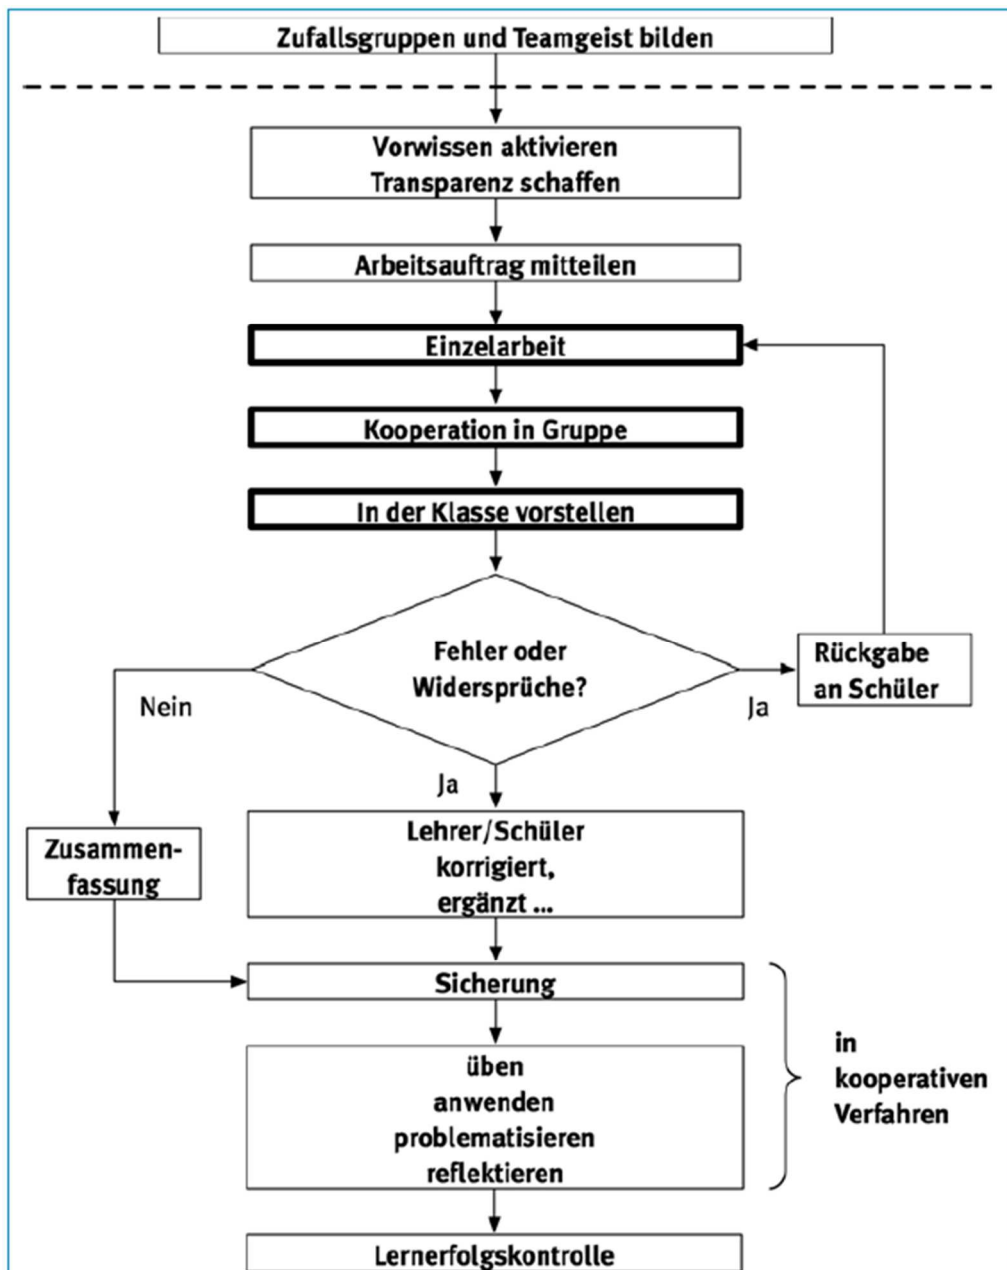 Zufallsgruppen und Teamgeist bilden
Vorwissen aktivieren
Transparenz schaffen
Arbeitsauftrag mitteilen
Einzelarbeit
Kooperation in Gruppe
In der Klasse vorstellen
Fehler oder
Widersprüche?
Rückgabe
an Schüler
Nein
Ja
Ja
Zusammen-
fassung
Lehrer/Schüler
korrigiert,
ergänzt ...
Sicherung
üben
anwenden
problematisieren
reflektieren
in
kooperativen
Verfahren
Lernerfolgskontrolle